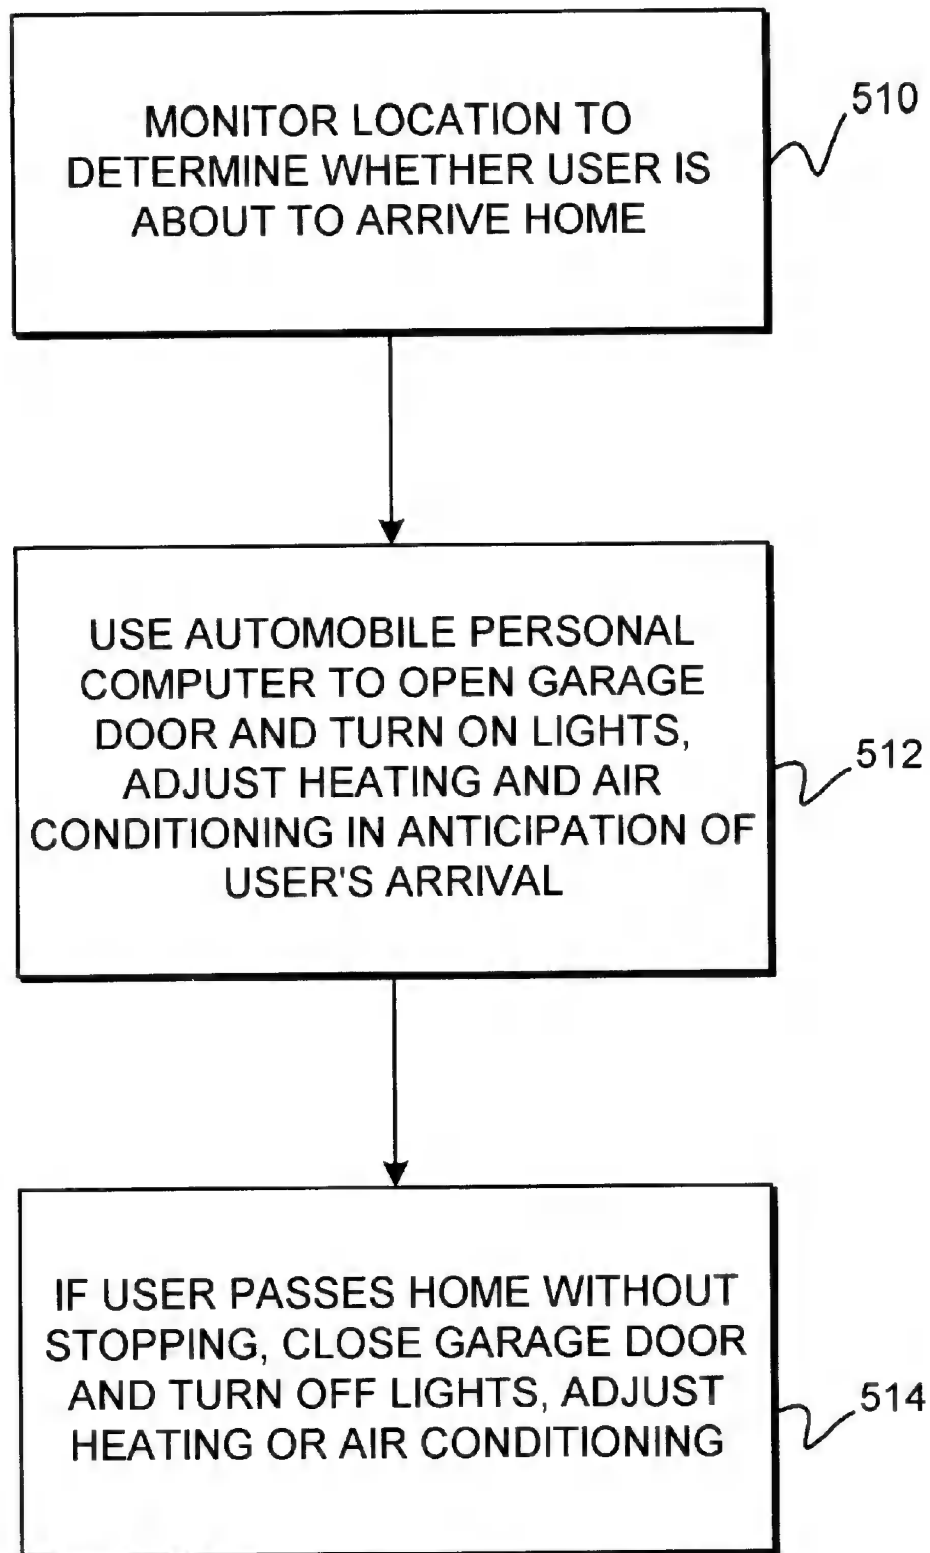 MONITOR LOCATION TO
DETERMINE WHETHER USER IS
ABOUT TO ARRIVE HOME
510
USE AUTOMOBILE PERSONAL
COMPUTER TO OPEN GARAGE
DOOR AND TURN ON LIGHTS,
ADJUST HEATING AND AIR
CONDITIONING IN ANTICIPATION OF
USER'S ARRIVAL
512
IF USER PASSES HOME WITHOUT
STOPPING, CLOSE GARAGE DOOR
AND TURN OFF LIGHTS, ADJUST
HEATING OR AIR CONDITIONING
514